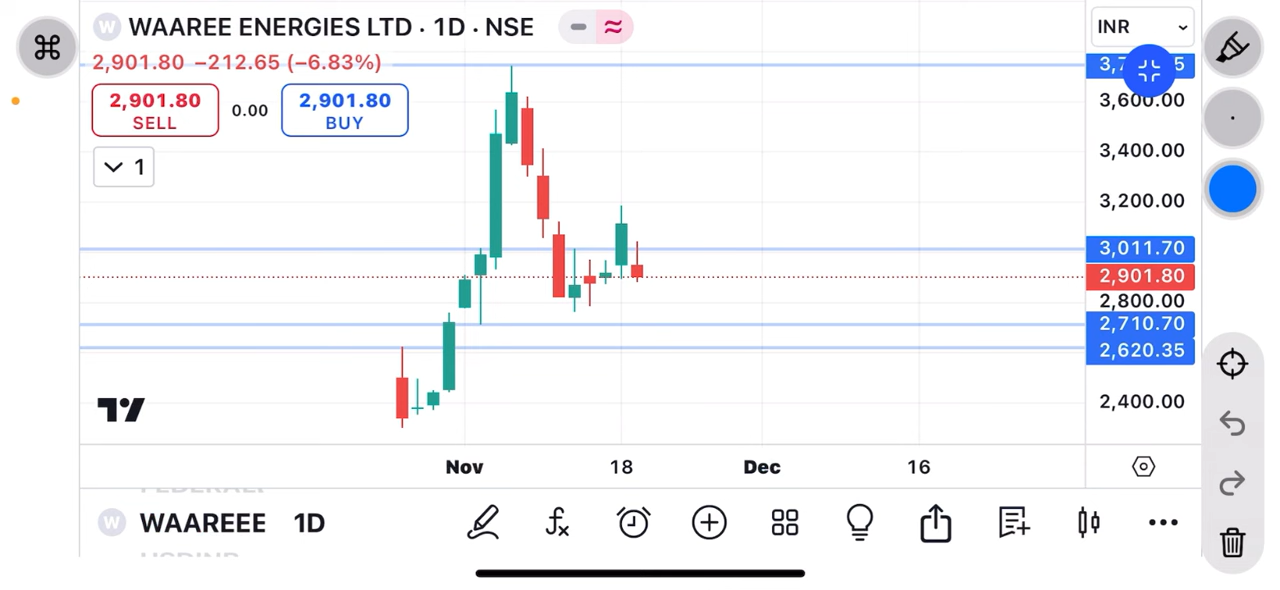 W WAAREE ENERGIES LTD · 1D · NSE
INR
2,901.80 −212.65 (−6.83%)
2,901.80
SELL
0.00
2,901.80
BUY
1
3,600.00
3,400.00
3,200.00
3,011.70
2,901.80
2,800.00
2,710.70
2,620.35
2,400.00
Nov 18 Dec 16
W WAAREEE 1D